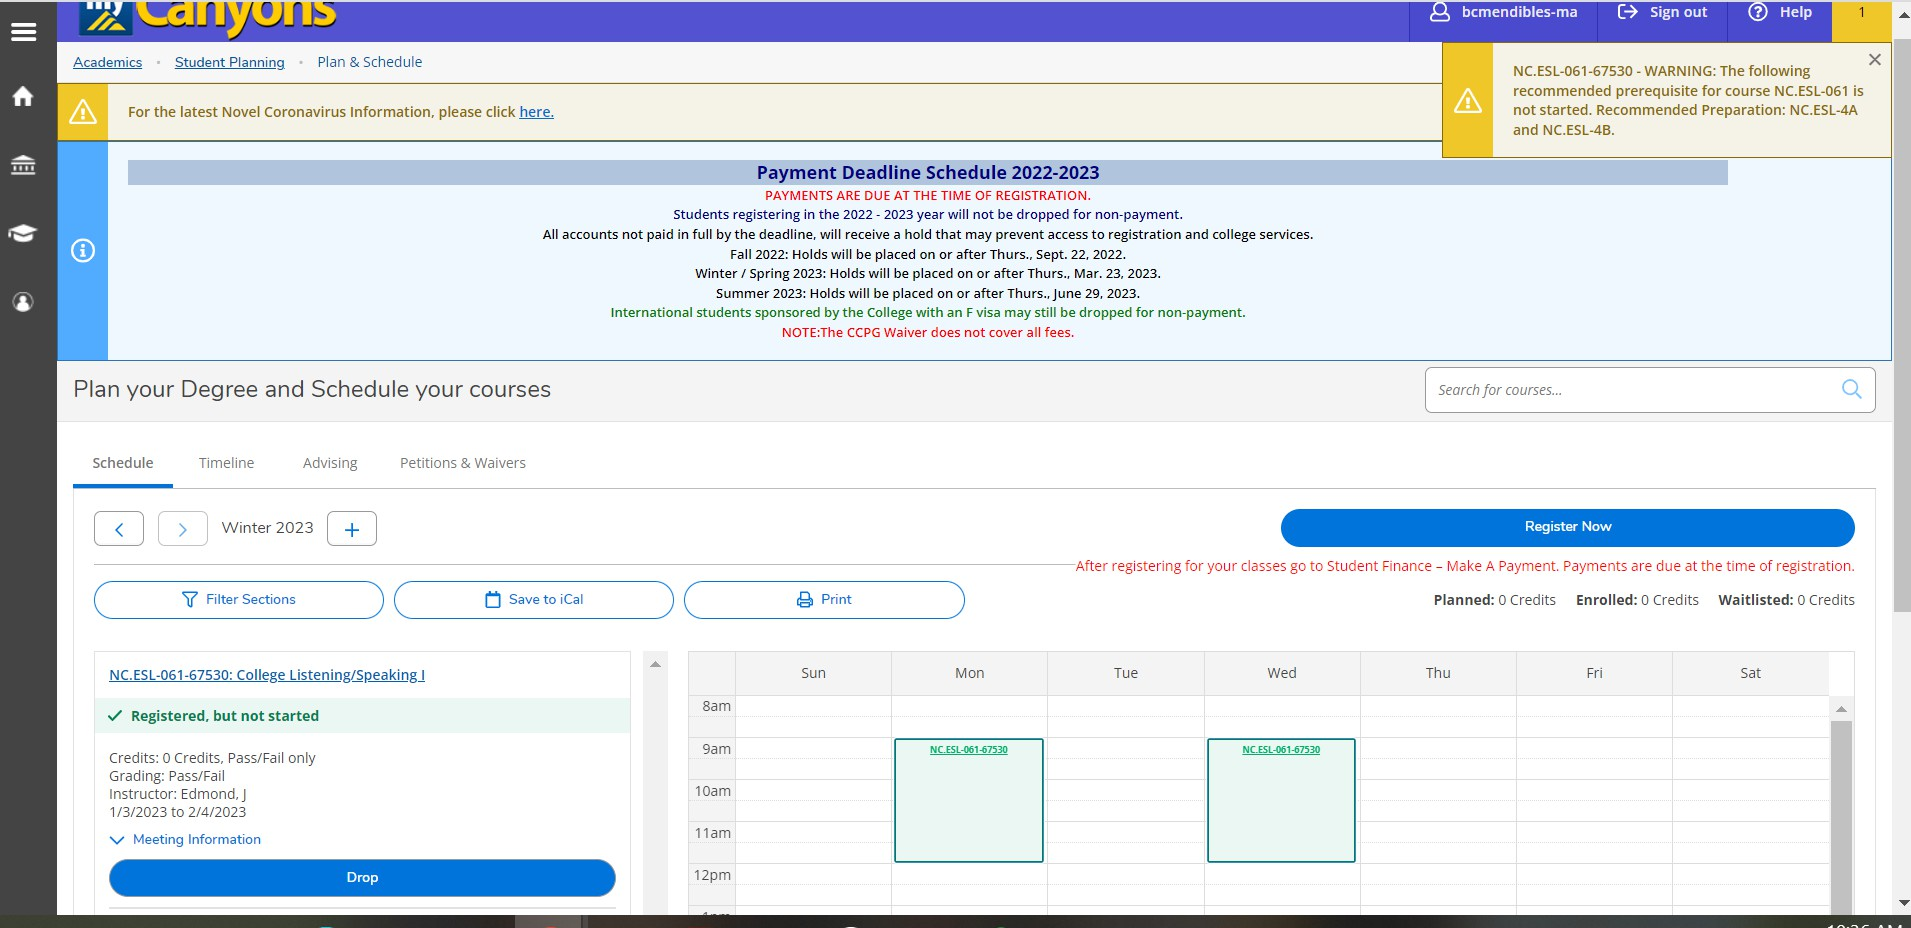 my Canyons
bcmendibles-ma
Sign out
Help
1
Academics • Student Planning • Plan & Schedule
For the latest Novel Coronavirus Information, please click here.
NC.ESL-061-67530 - WARNING: The following
recommended prerequisite for course NC.ESL-061 is
not started. Recommended Preparation: NC.ESL-4A
and NC.ESL-4B.
Payment Deadline Schedule 2022-2023
PAYMENTS ARE DUE AT THE TIME OF REGISTRATION.
Students registering in the 2022 - 2023 year will not be dropped for non-payment.
All accounts not paid in full by the deadline, will receive a hold that may prevent access to registration and college services.
Fall 2022: Holds will be placed on or after Thurs., Sept. 22, 2022.
Winter / Spring 2023: Holds will be placed on or after Thurs., Mar. 23, 2023.
Summer 2023: Holds will be placed on or after Thurs., June 29, 2023.
International students sponsored by the College with an F visa may still be dropped for non-payment.
NOTE:The CCPG Waiver does not cover all fees.
Plan your Degree and Schedule your courses
Search for courses...
Schedule
Timeline
Advising
Petitions & Waivers
Winter 2023
Register Now
After registering for your classes go to Student Finance – Make A Payment. Payments are due at the time of registration.
Filter Sections
Save to iCal
Print
Planned: 0 Credits Enrolled: 0 Credits Waitlisted: 0 Credits
NC.ESL-061-67530: College Listening/Speaking I
Registered, but not started
Credits: 0 Credits, Pass/Fail only
Grading: Pass/Fail
Instructor: Edmond, J
1/3/2023 to 2/4/2023
Meeting Information
Drop
Sun Mon Tue Wed Thu Fri Sat
8am
9am
NC.ESL-061-67530
NC.ESL-061-67530
10am
11am
12pm
1pm
10:36 AM